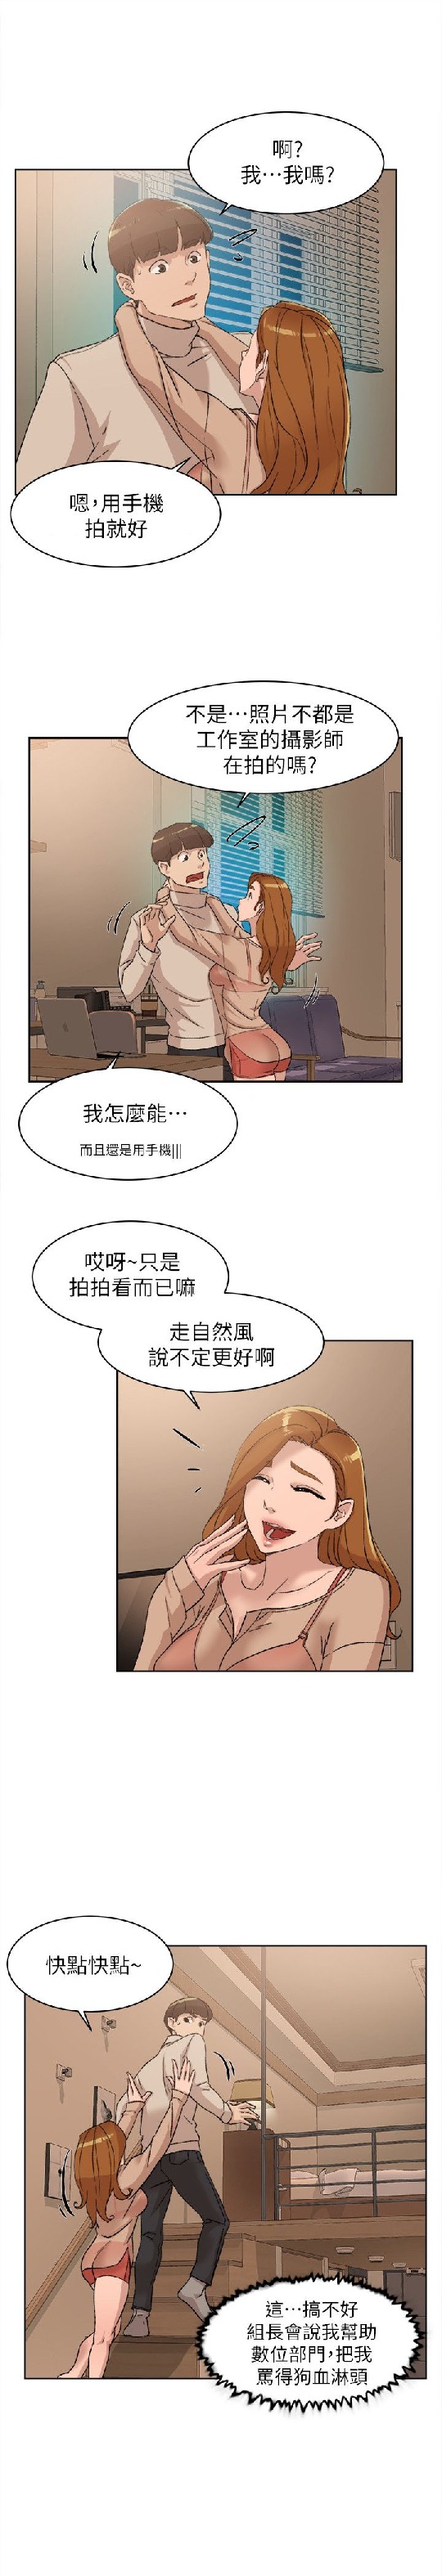 啊?
我…我嗎?
嗯,用手機
拍就好
不是…照片不都是
工作室的攝影師
在拍的嗎?
我怎麼能…
而且還是用手機|||
哎呀~只是
拍拍看而已嘛
走自然風
說不定更好啊
快點快點~
這…搞不好
組長會說我幫助
數位部門,把我
罵得狗血淋頭